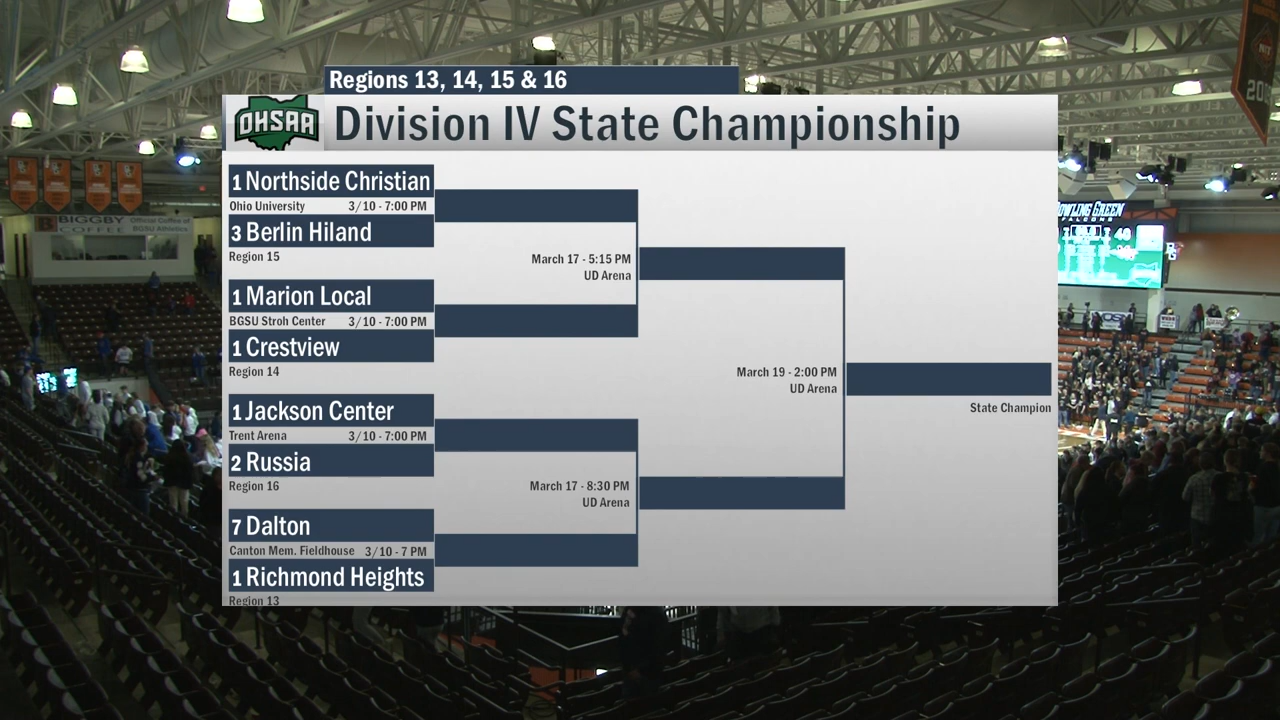 Regions 13, 14, 15 & 16
OHSAA
Division IV State Championship
1 Northside Christian
Ohio University 3/10 - 7:00 PM
3 Berlin Hiland
Region 15
1 Marion Local
BGSU Stroh Center 3/10 - 7:00 PM
1 Crestview
Region 14
1 Jackson Center
Trent Arena 3/10 - 7:00 PM
2 Russia
Region 16
7 Dalton
Canton Mem. Fieldhouse 3/10 - 7 PM
1 Richmond Heights
Region 13
March 17 - 5:15 PM
UD Arena
March 17 - 8:30 PM
UD Arena
March 19 - 2:00 PM
UD Arena
State Champion
BIGGBY
COFFEE
Official Coffee of
BGSU Athletics
BOWLING GREEN
FALCONS